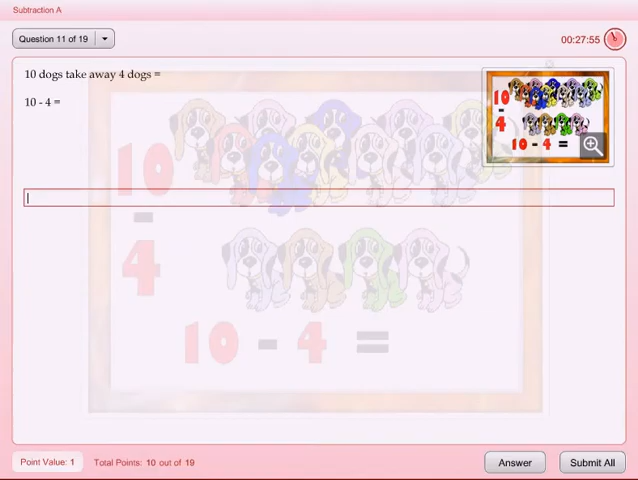 Subtraction A
Question 11 of 19
00:27:55
10 dogs take away 4 dogs =
10 - 4 =
10
-
4
10 - 4 =
10
-
4
10 - 4 =
Point Value: 1
Total Points: 10 out of 19
Answer
Submit All